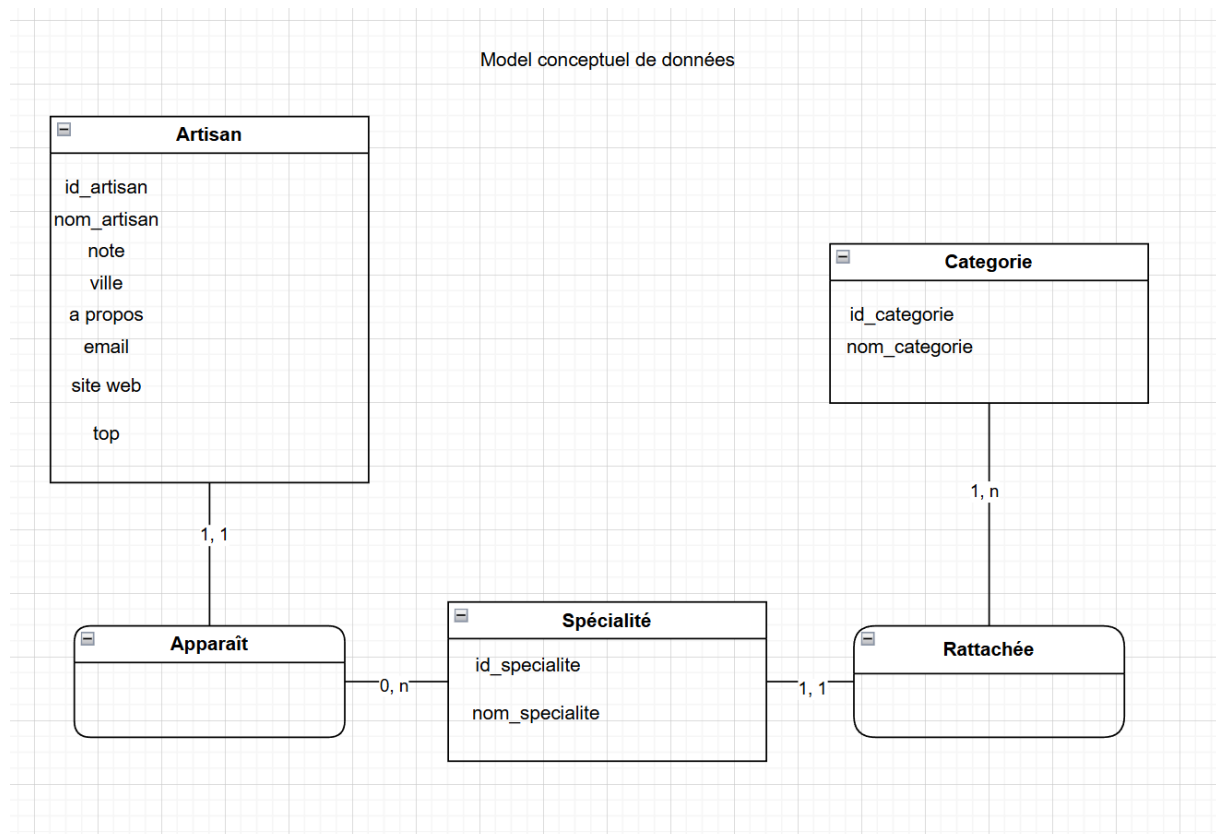 Model conceptuel de données
Artisan
id_artisan
nom_artisan
note
ville
a propos
email
site web
top
1, 1
Categorie
id_categorie
nom_categorie
1, n
Apparaît
0, n
Spécialité
id_specialite
nom_specialite
1, 1
Rattachée